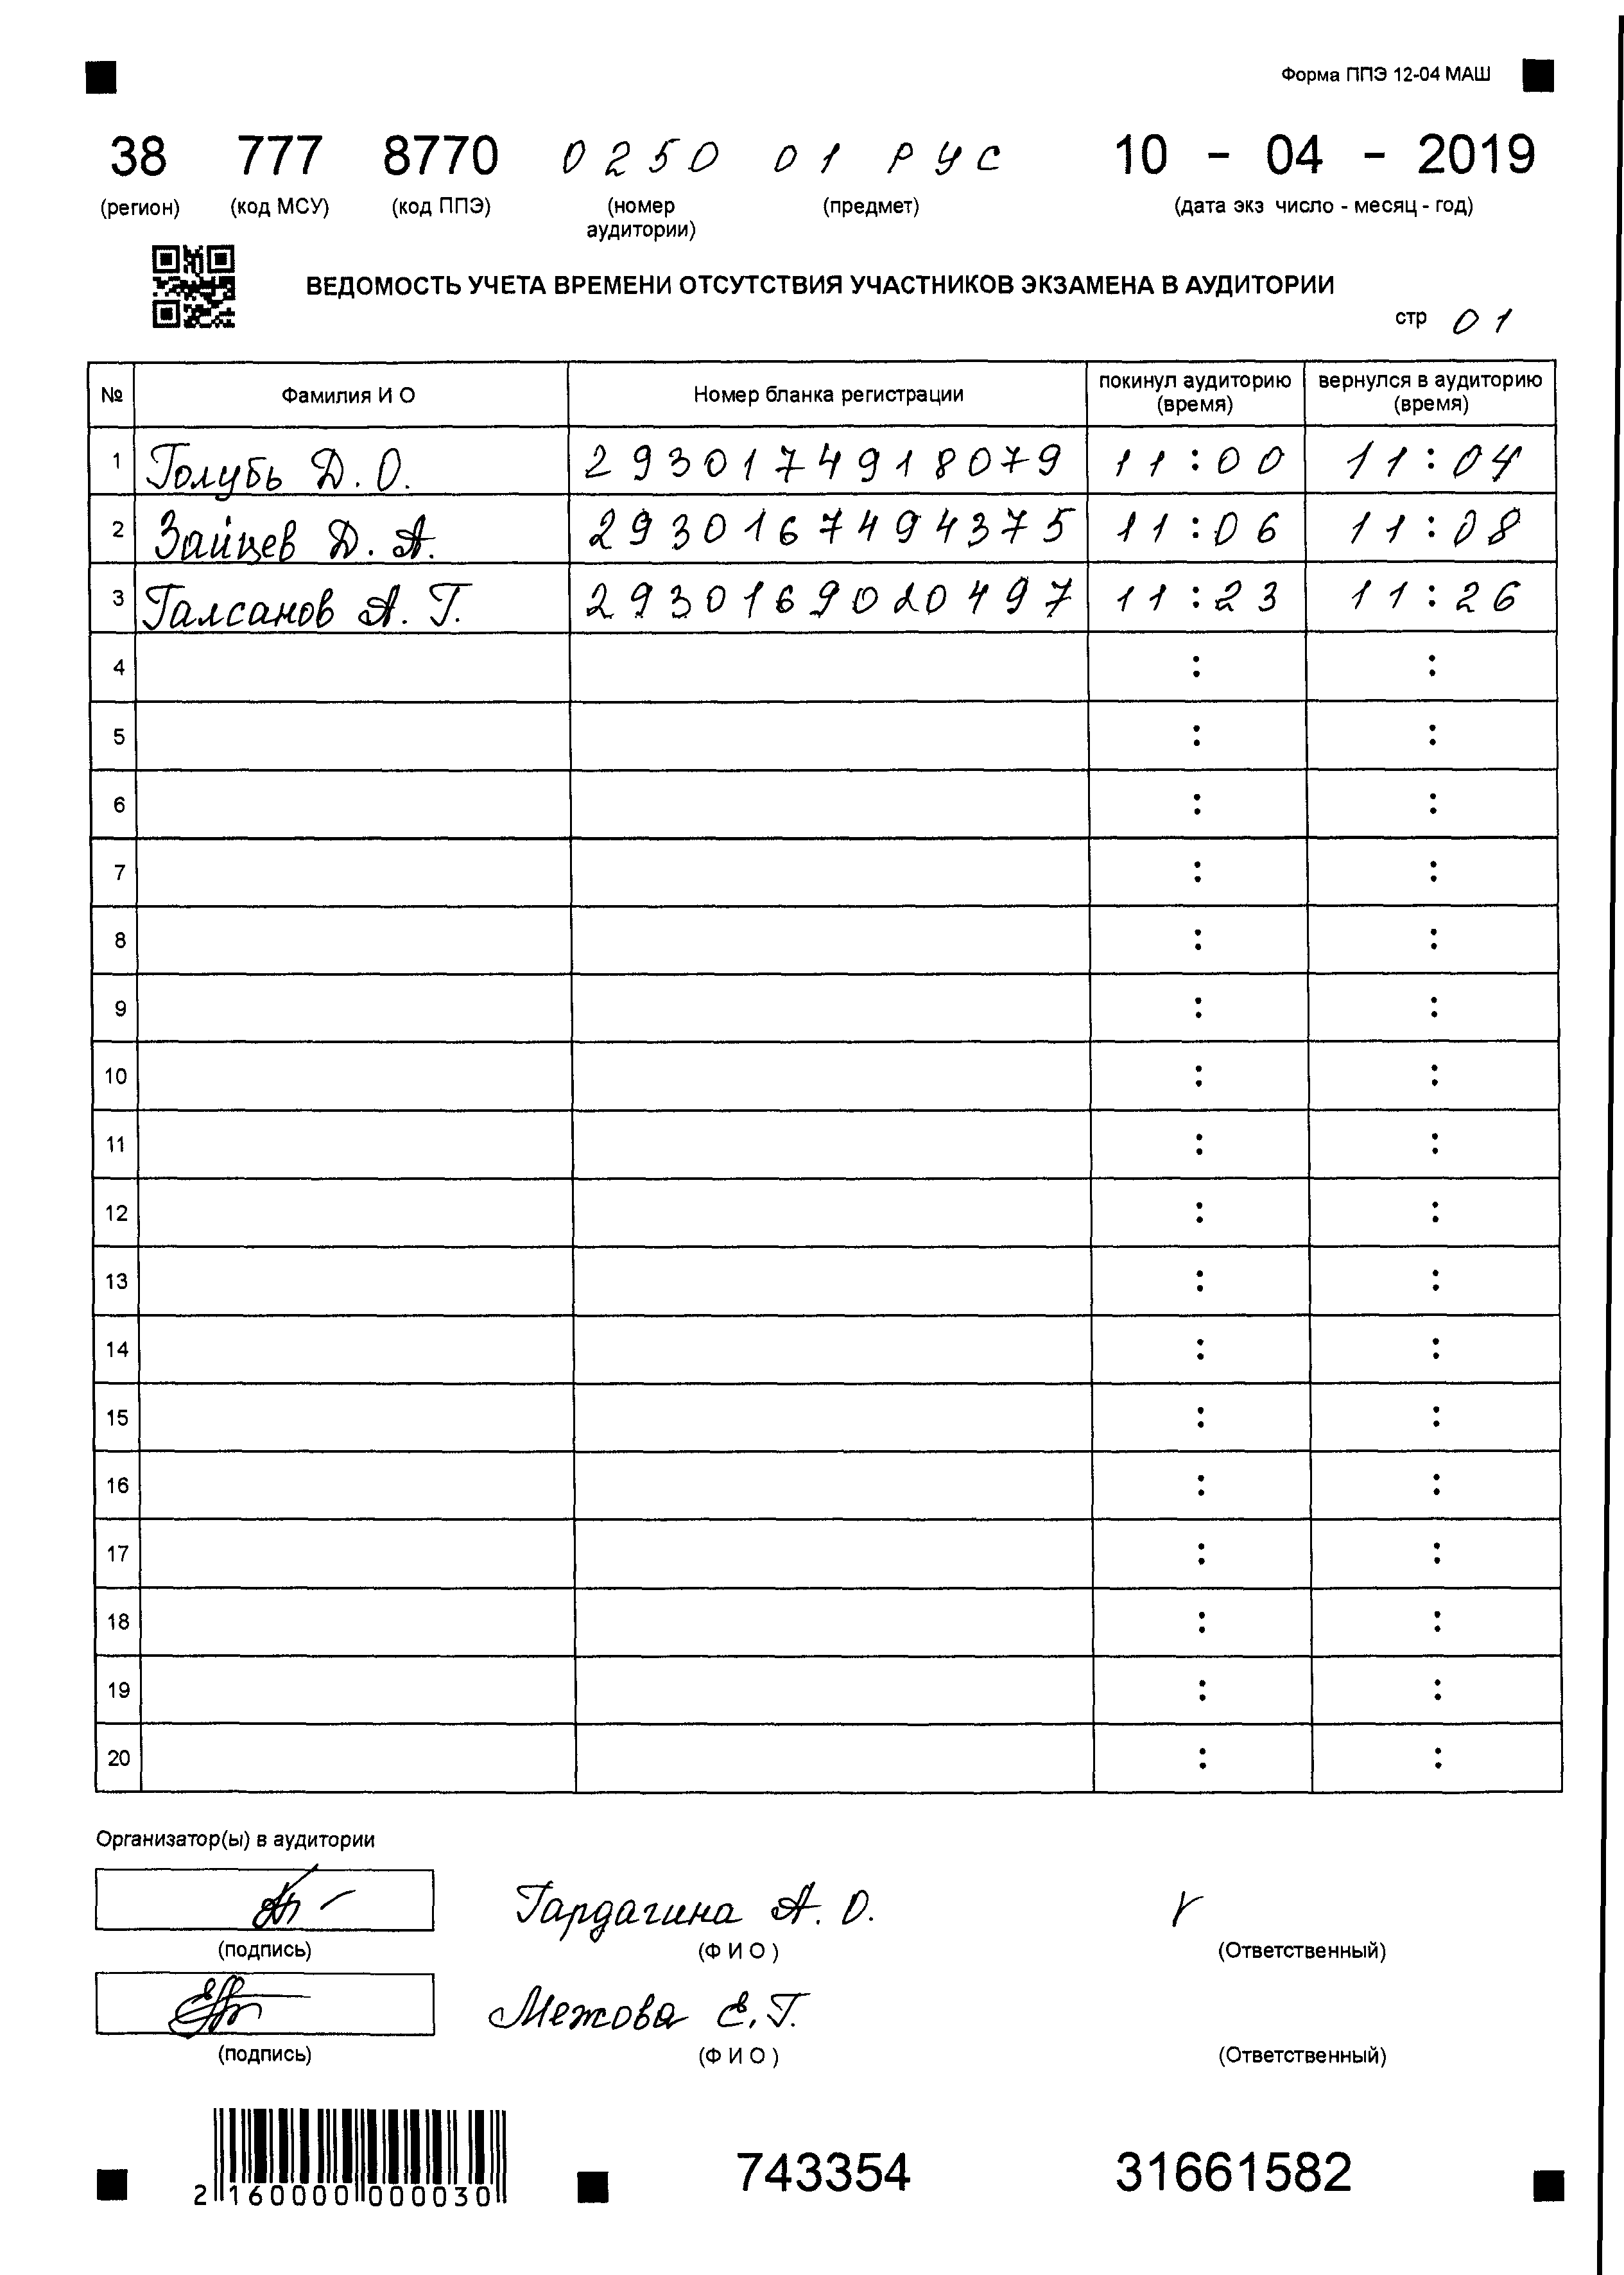 Форма ППЭ 12-04 МАШ
38 777 8770 0250 01 РУС 10 - 04 - 2019
(регион) (код МСУ) (код ППЭ) (номер аудитории) (предмет) (дата экз число - месяц - год)
ВЕДОМОСТЬ УЧЕТА ВРЕМЕНИ ОТСУТСТВИЯ УЧАСТНИКОВ ЭКЗАМЕНА В АУДИТОРИИ
стр 01
№ Фамилия И О Номер бланка регистрации покинул аудиторию (время) вернулся в аудиторию (время)
1 Голубь Д. О. 2930174918079 11:00 11:04
2 Зайцев Д. А. 2930167494375 11:06 11:08
3 Галсанов А. Г. 2930169020497 11:23 11:26
4 : :
5 : :
6 : :
7 : :
8 : :
9 : :
10 : :
11 : :
12 : :
13 : :
14 : :
15 : :
16 : :
17 : :
18 : :
19 : :
20 : :
Организатор(ы) в аудитории
Гардагина А. О.
(подпись) (Ф И О) (Ответственный)
Межова Е. Г.
(подпись) (Ф И О) (Ответственный)
2 160000 000030 743354 31661582